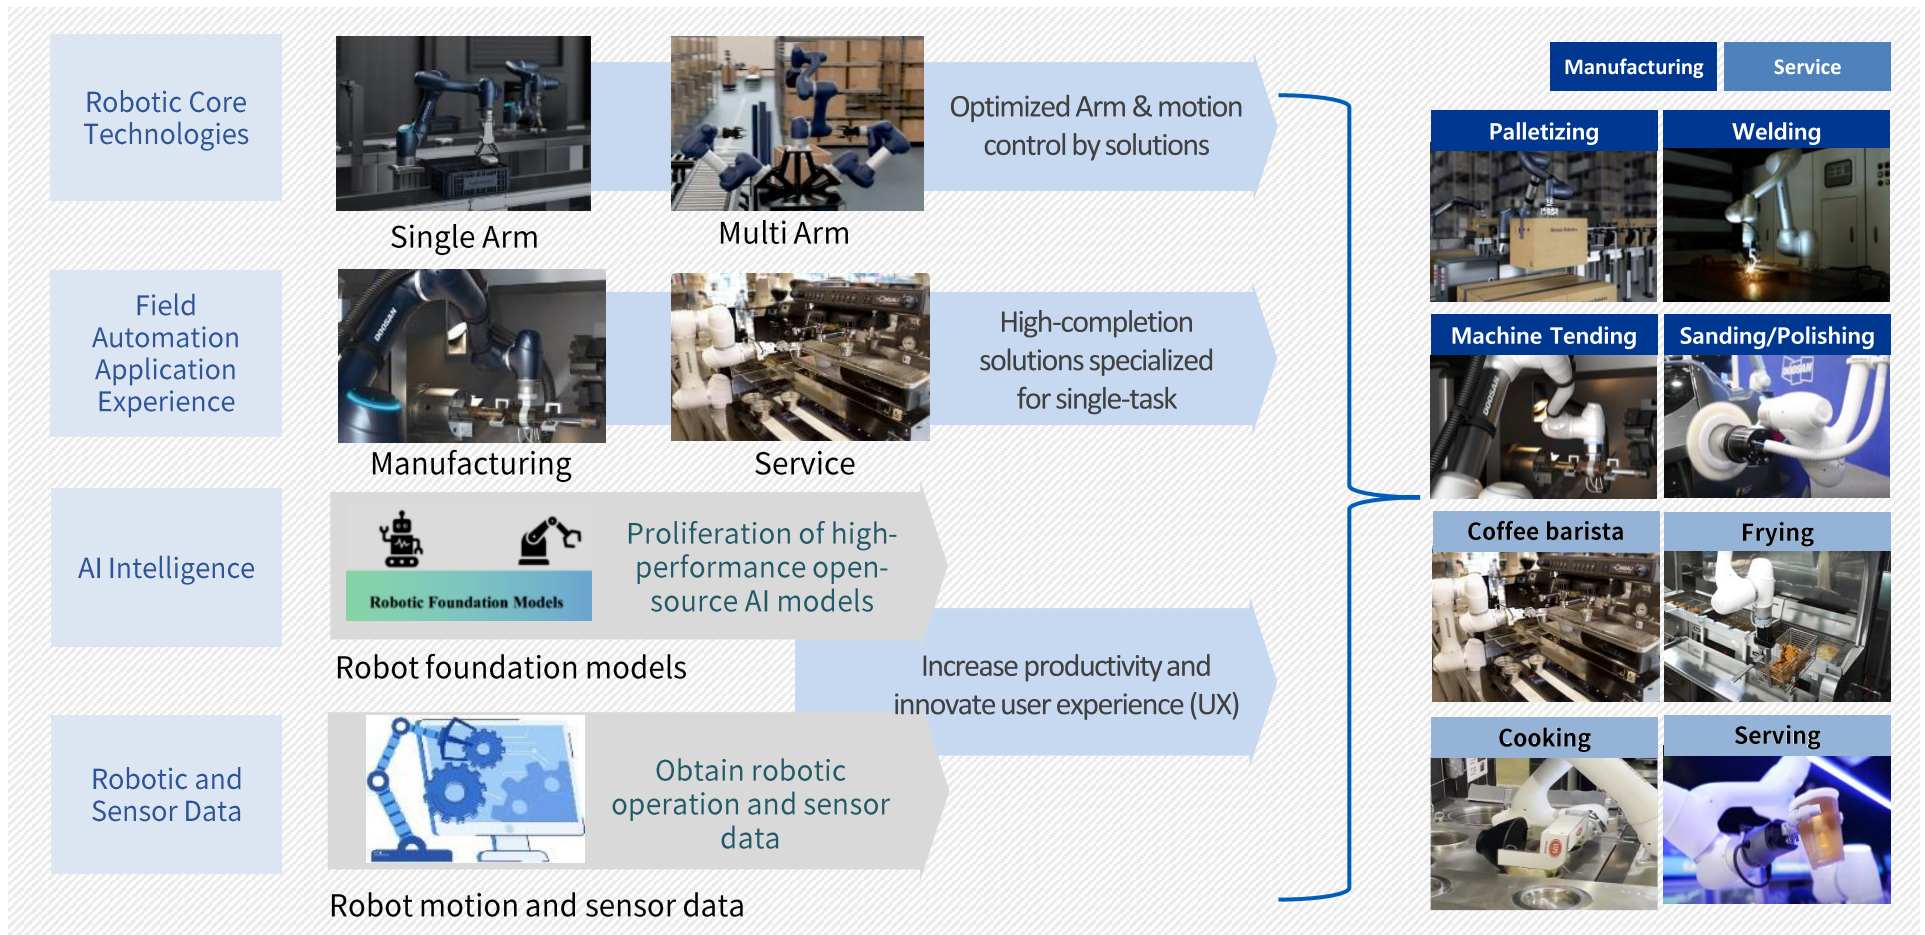 Robotic Core
Technologies
Single Arm
Multi Arm
Optimized Arm & motion
control by solutions
Field
Automation
Application
Experience
DOOSAN
Manufacturing
Service
High-completion
solutions specialized
for single-task
AI Intelligence
Robotic Foundation Models
Proliferation of high-
performance open-
source AI models
Robot foundation models
Increase productivity and
innovate user experience (UX)
Robotic and
Sensor Data
Obtain robotic
operation and sensor
data
Robot motion and sensor data
Manufacturing
Service
Palletizing
Welding
Machine Tending
Sanding/Polishing
DOOSAN
DOOSAN
Coffee barista
Frying
Cooking
Serving